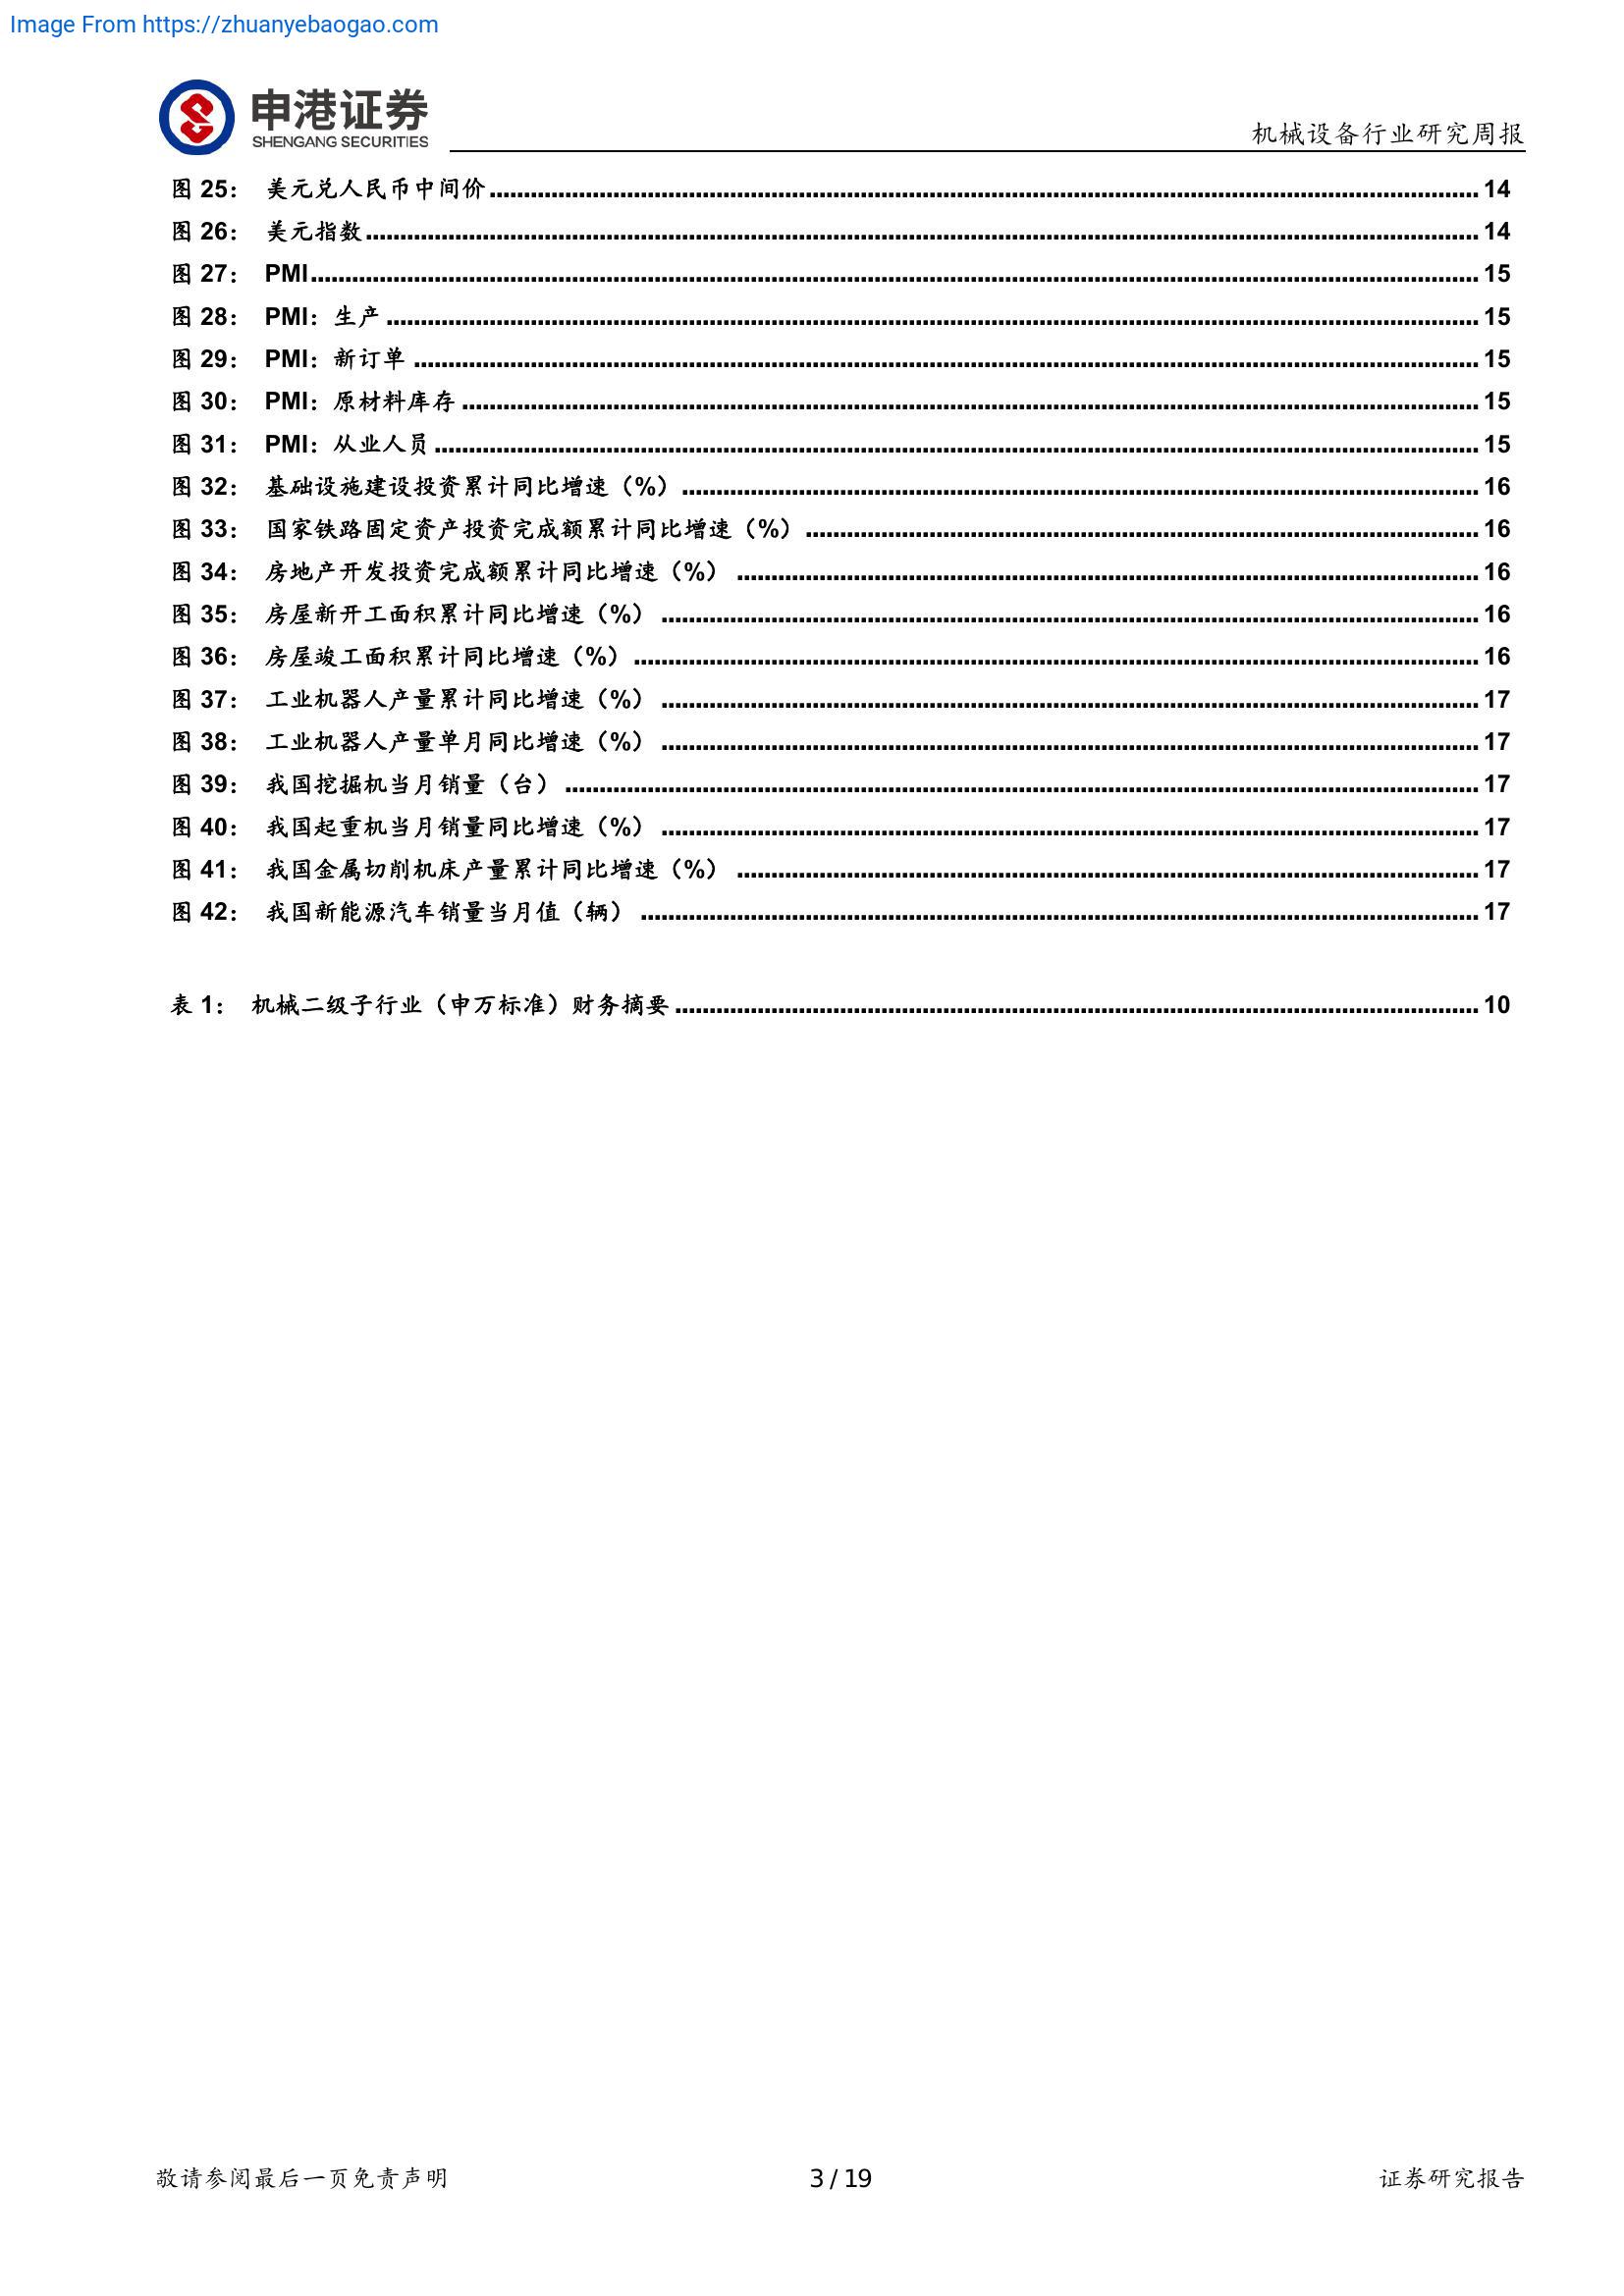 Image From https://zhuanyebaogao.com
申港证券
SHENGANG SECURITIES
机械设备行业研究周报
图 25： 美元兑人民币中间价 14
图 26： 美元指数 14
图 27： PMI 15
图 28： PMI：生产 15
图 29： PMI：新订单 15
图 30： PMI：原材料库存 15
图 31： PMI：从业人员 15
图 32： 基础设施建设投资累计同比增速（%） 16
图 33： 国家铁路固定资产投资完成额累计同比增速（%） 16
图 34： 房地产开发投资完成额累计同比增速（%） 16
图 35： 房屋新开工面积累计同比增速（%） 16
图 36： 房屋竣工面积累计同比增速（%） 16
图 37： 工业机器人产量累计同比增速（%） 17
图 38： 工业机器人产量单月同比增速（%） 17
图 39： 我国挖掘机当月销量（台） 17
图 40： 我国起重机当月销量同比增速（%） 17
图 41： 我国金属切削机床产量累计同比增速（%） 17
图 42： 我国新能源汽车销量当月值（辆） 17
表 1： 机械二级子行业（申万标准）财务摘要 10
敬请参阅最后一页免责声明 3 / 19 证券研究报告